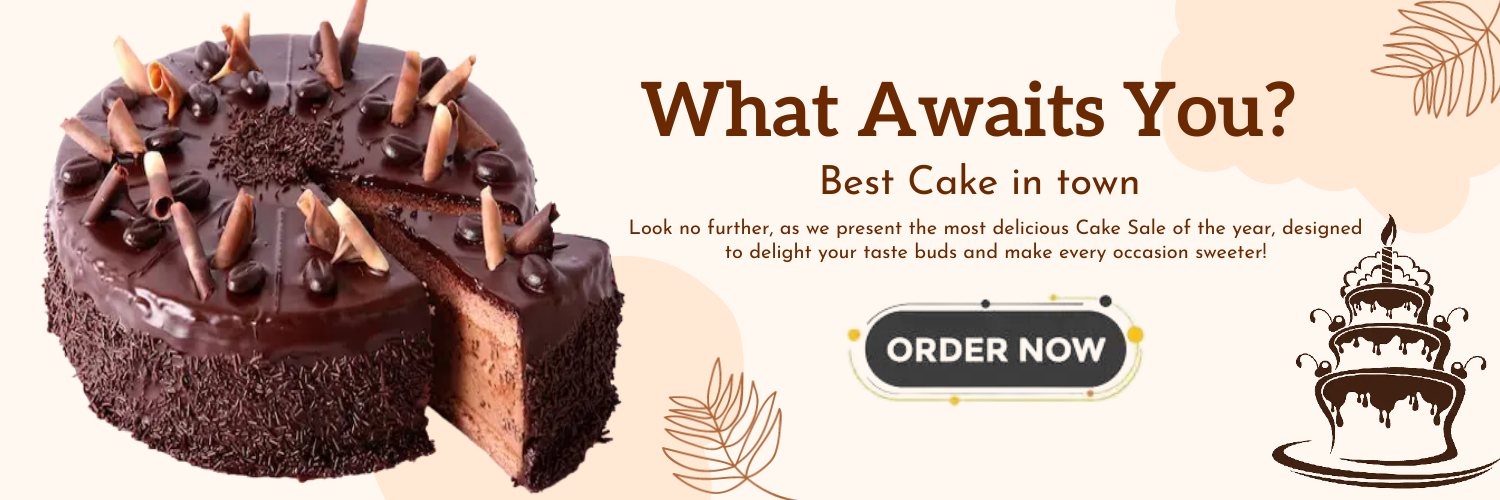 What Awaits You?
Best Cake in town
Look no further, as we present the most delicious Cake Sale of the year, designed
to delight your taste buds and make every occasion sweeter!
ORDER NOW